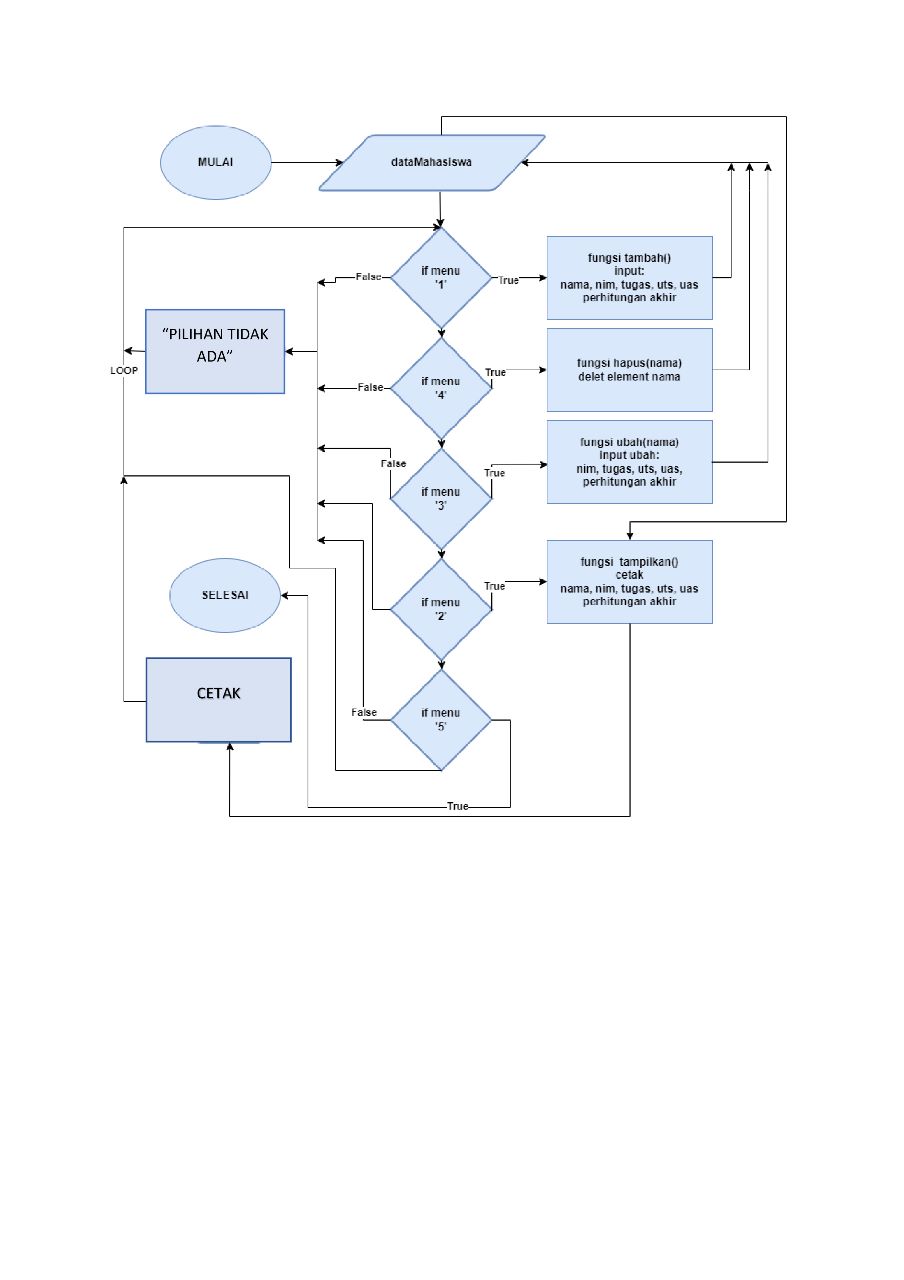 MULAI
dataMahasiswa
if menu
'1'
False
True
fungsi tambah()
input:
nama, nim, tugas, uts, uas
perhitungan akhir
"PILIHAN TIDAK
ADA"
LOOP
if menu
'4'
False
True
fungsi hapus(nama)
delet element nama
if menu
'3'
False
True
fungsi ubah(nama)
input ubah:
nim, tugas, uts, uas,
perhitungan akhir
if menu
'2'
True
fungsi tampilkan()
cetak
nama, nim, tugas, uts, uas
perhitungan akhir
SELESAI
CETAK
if menu
'5'
False
True